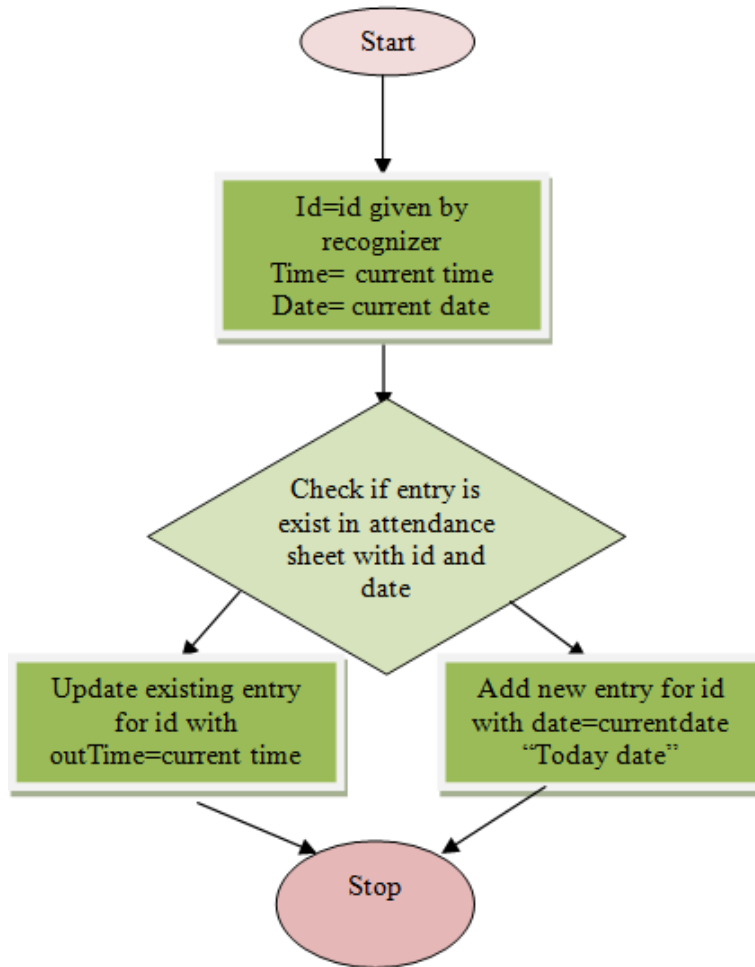 Start
Id=id given by
recognizer
Time= current time
Date= current date
Check if entry is
exist in attendance
sheet with id and
date
Update existing entry
for id with
outTime=current time
Add new entry for id
with date=currentdate
“Today date”
Stop